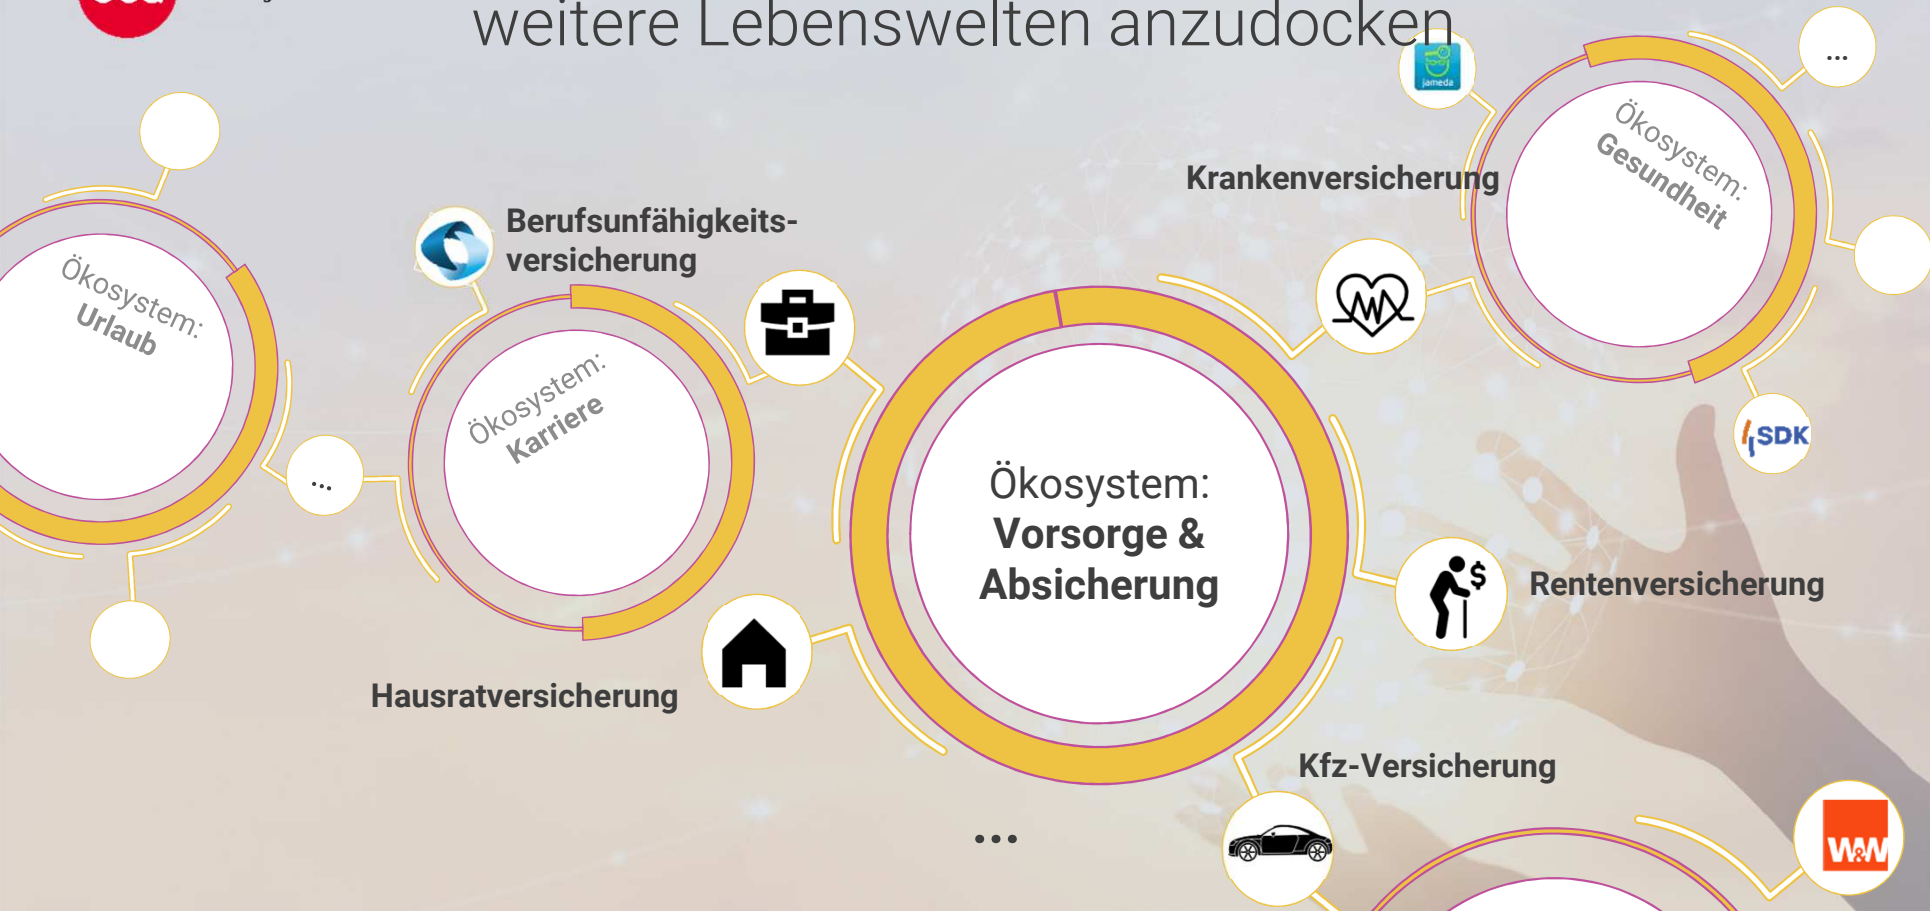 weitere Lebenswelten anzudocken
jameda
...
Ökosystem:
Gesundheit
Krankenversicherung
Berufsunfähigkeits-
versicherung
Ökosystem:
Urlaub
Ökosystem:
Karriere
...
SDK
Ökosystem:
Vorsorge &
Absicherung
$
Rentenversicherung
Hausratversicherung
Kfz-Versicherung
...
W&W